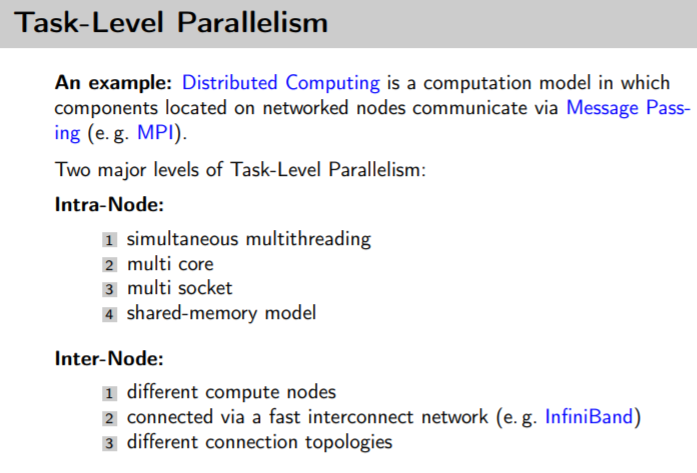 Task-Level Parallelism
An example: Distributed Computing is a computation model in which
components located on networked nodes communicate via Message Pass-
ing (e. g. MPI).
Two major levels of Task-Level Parallelism:
Intra-Node:
1 simultaneous multithreading
2 multi core
3 multi socket
4 shared-memory model
Inter-Node:
1 different compute nodes
2 connected via a fast interconnect network (e. g. InfiniBand)
3 different connection topologies